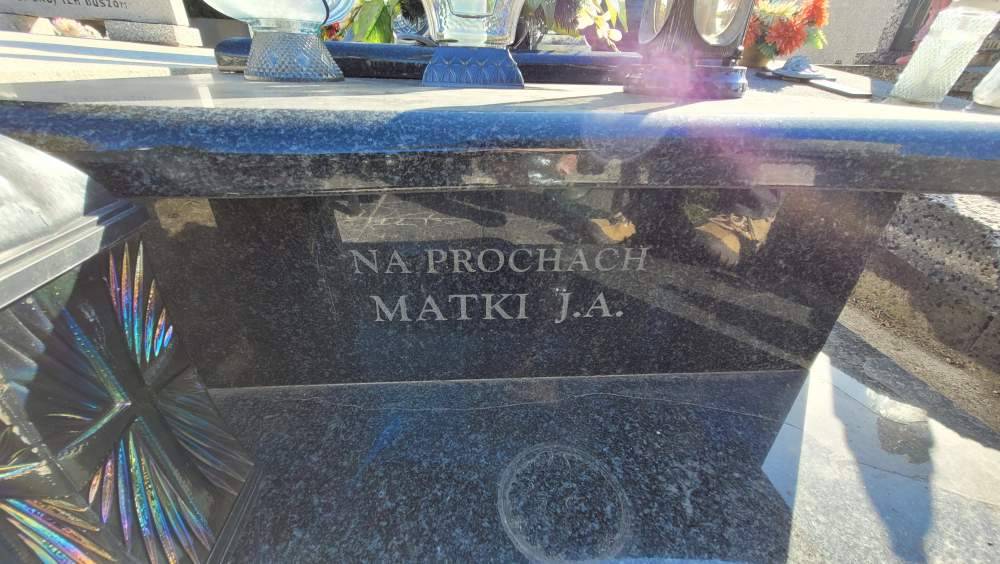 NA PROCHACH
MATKI J.A.